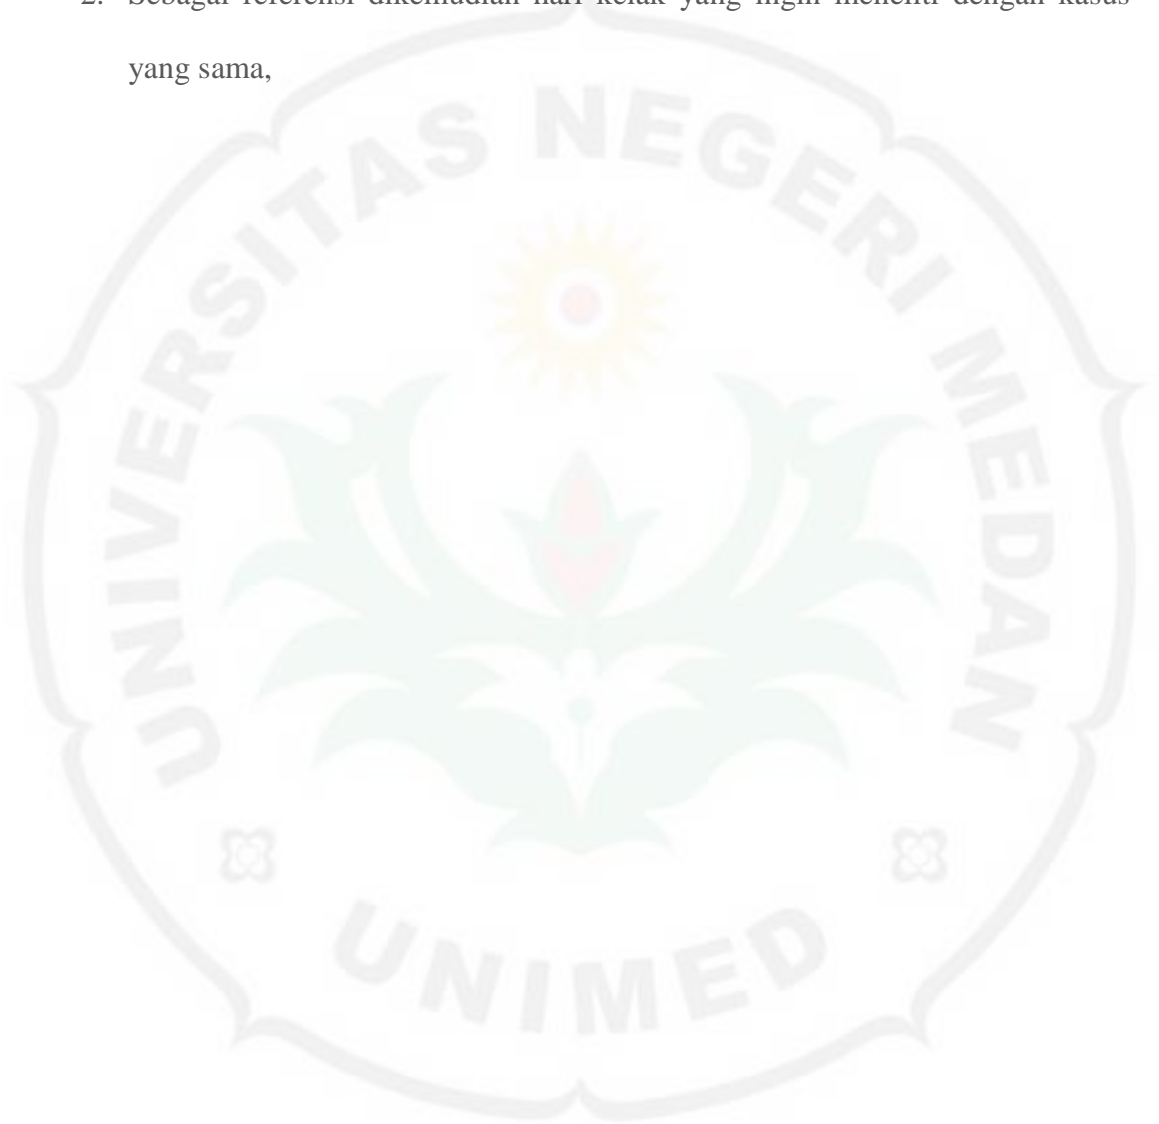 2. Sebagai referensi dikemudian hari kelak yang ingin meneliti dengan kasus
yang sama,
UNIVERSITAS NEGERI MEDAN
UNIMED